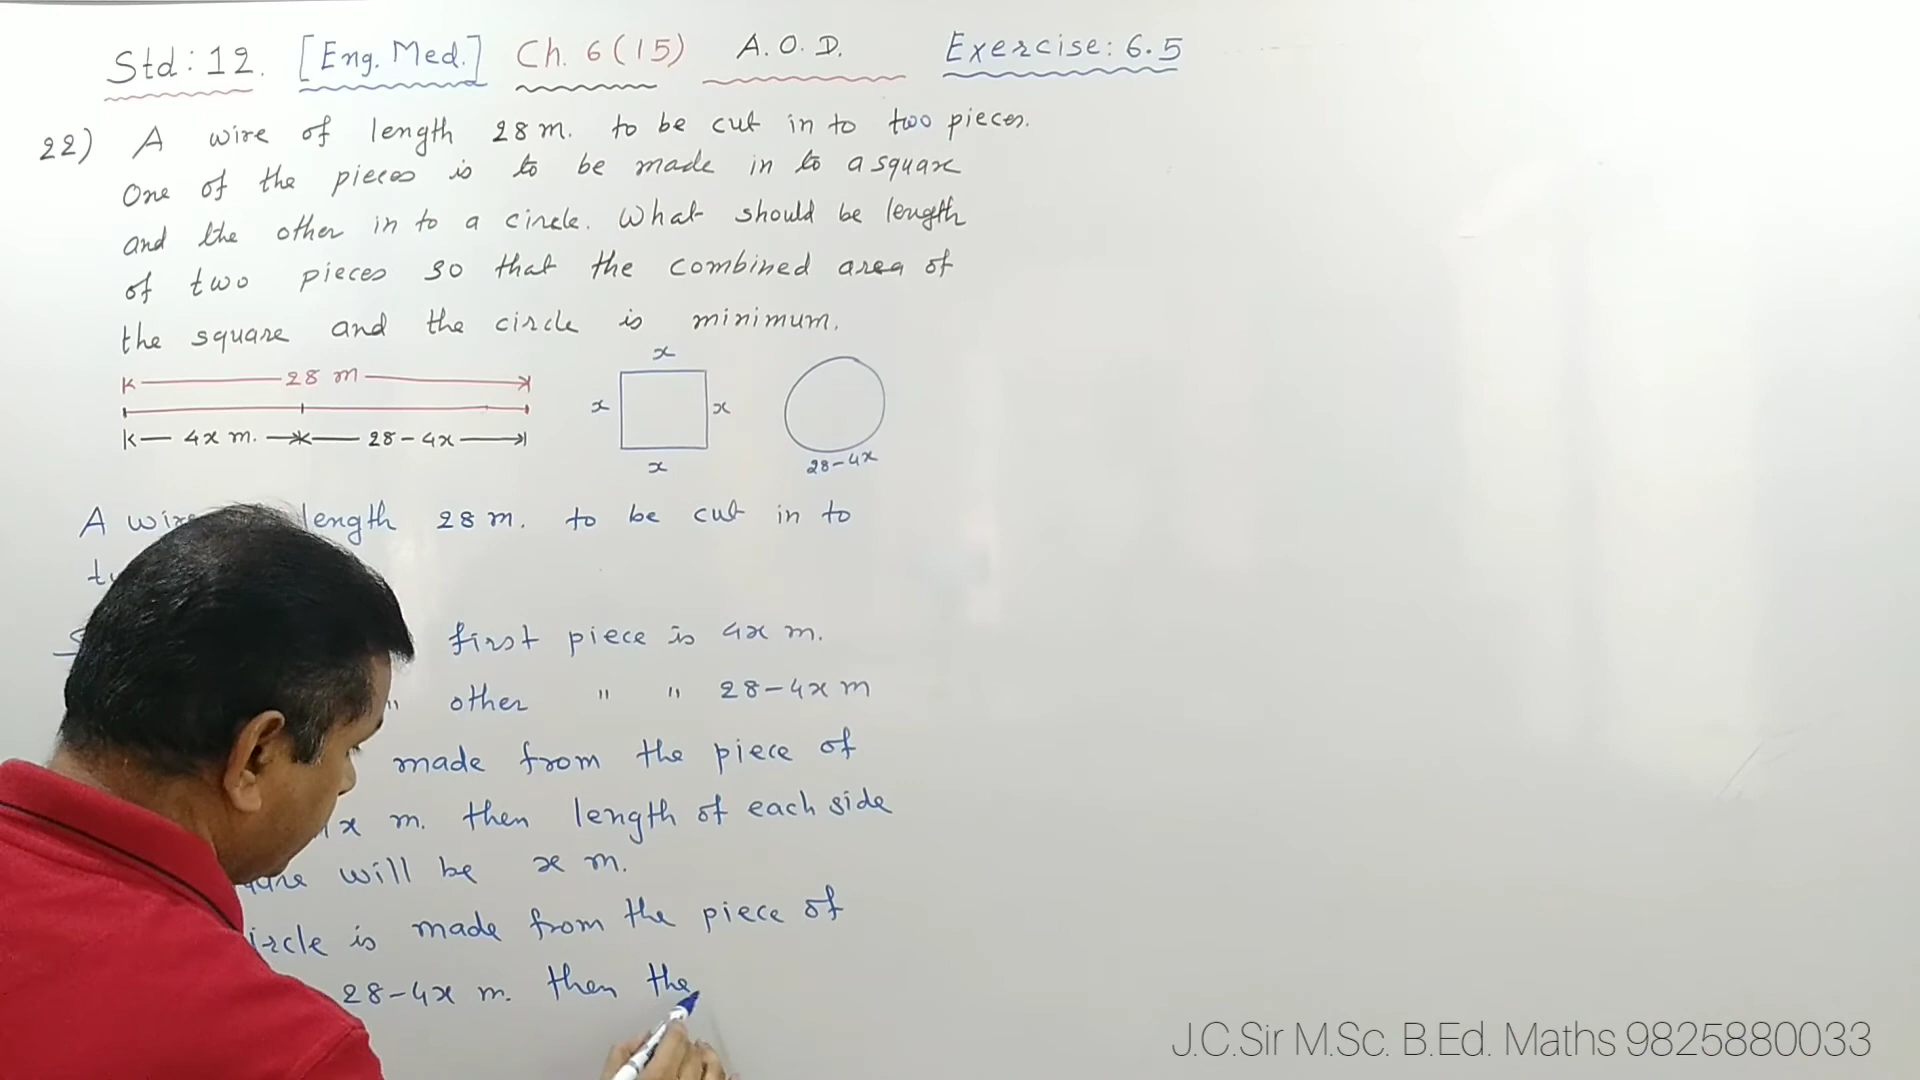 Std: 12. [Eng. Med.] Ch. 6 (15) A.O.D. Exercise: 6.5
22) A wire of length 28 m. to be cut in to two pieces.
One of the pieces is to be made in to a square
and the other in to a circle. What should be length
of two pieces so that the combined area of
the square and the circle is minimum.
28 m
4x m. 28-4x
x
x x
x
28-4x
A length 28 m. to be cut in to
first piece is 4x m.
" other " " 28-4x m
made from the piece of
x m. then length of each side
will be x m.
is made from the piece of
28-4x m. then the
J.C.Sir M.Sc. B.Ed. Maths 9825880033